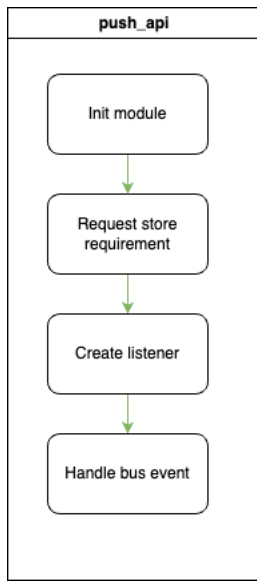 push_api
Init module
Request store
requirement
Create listener
Handle bus event